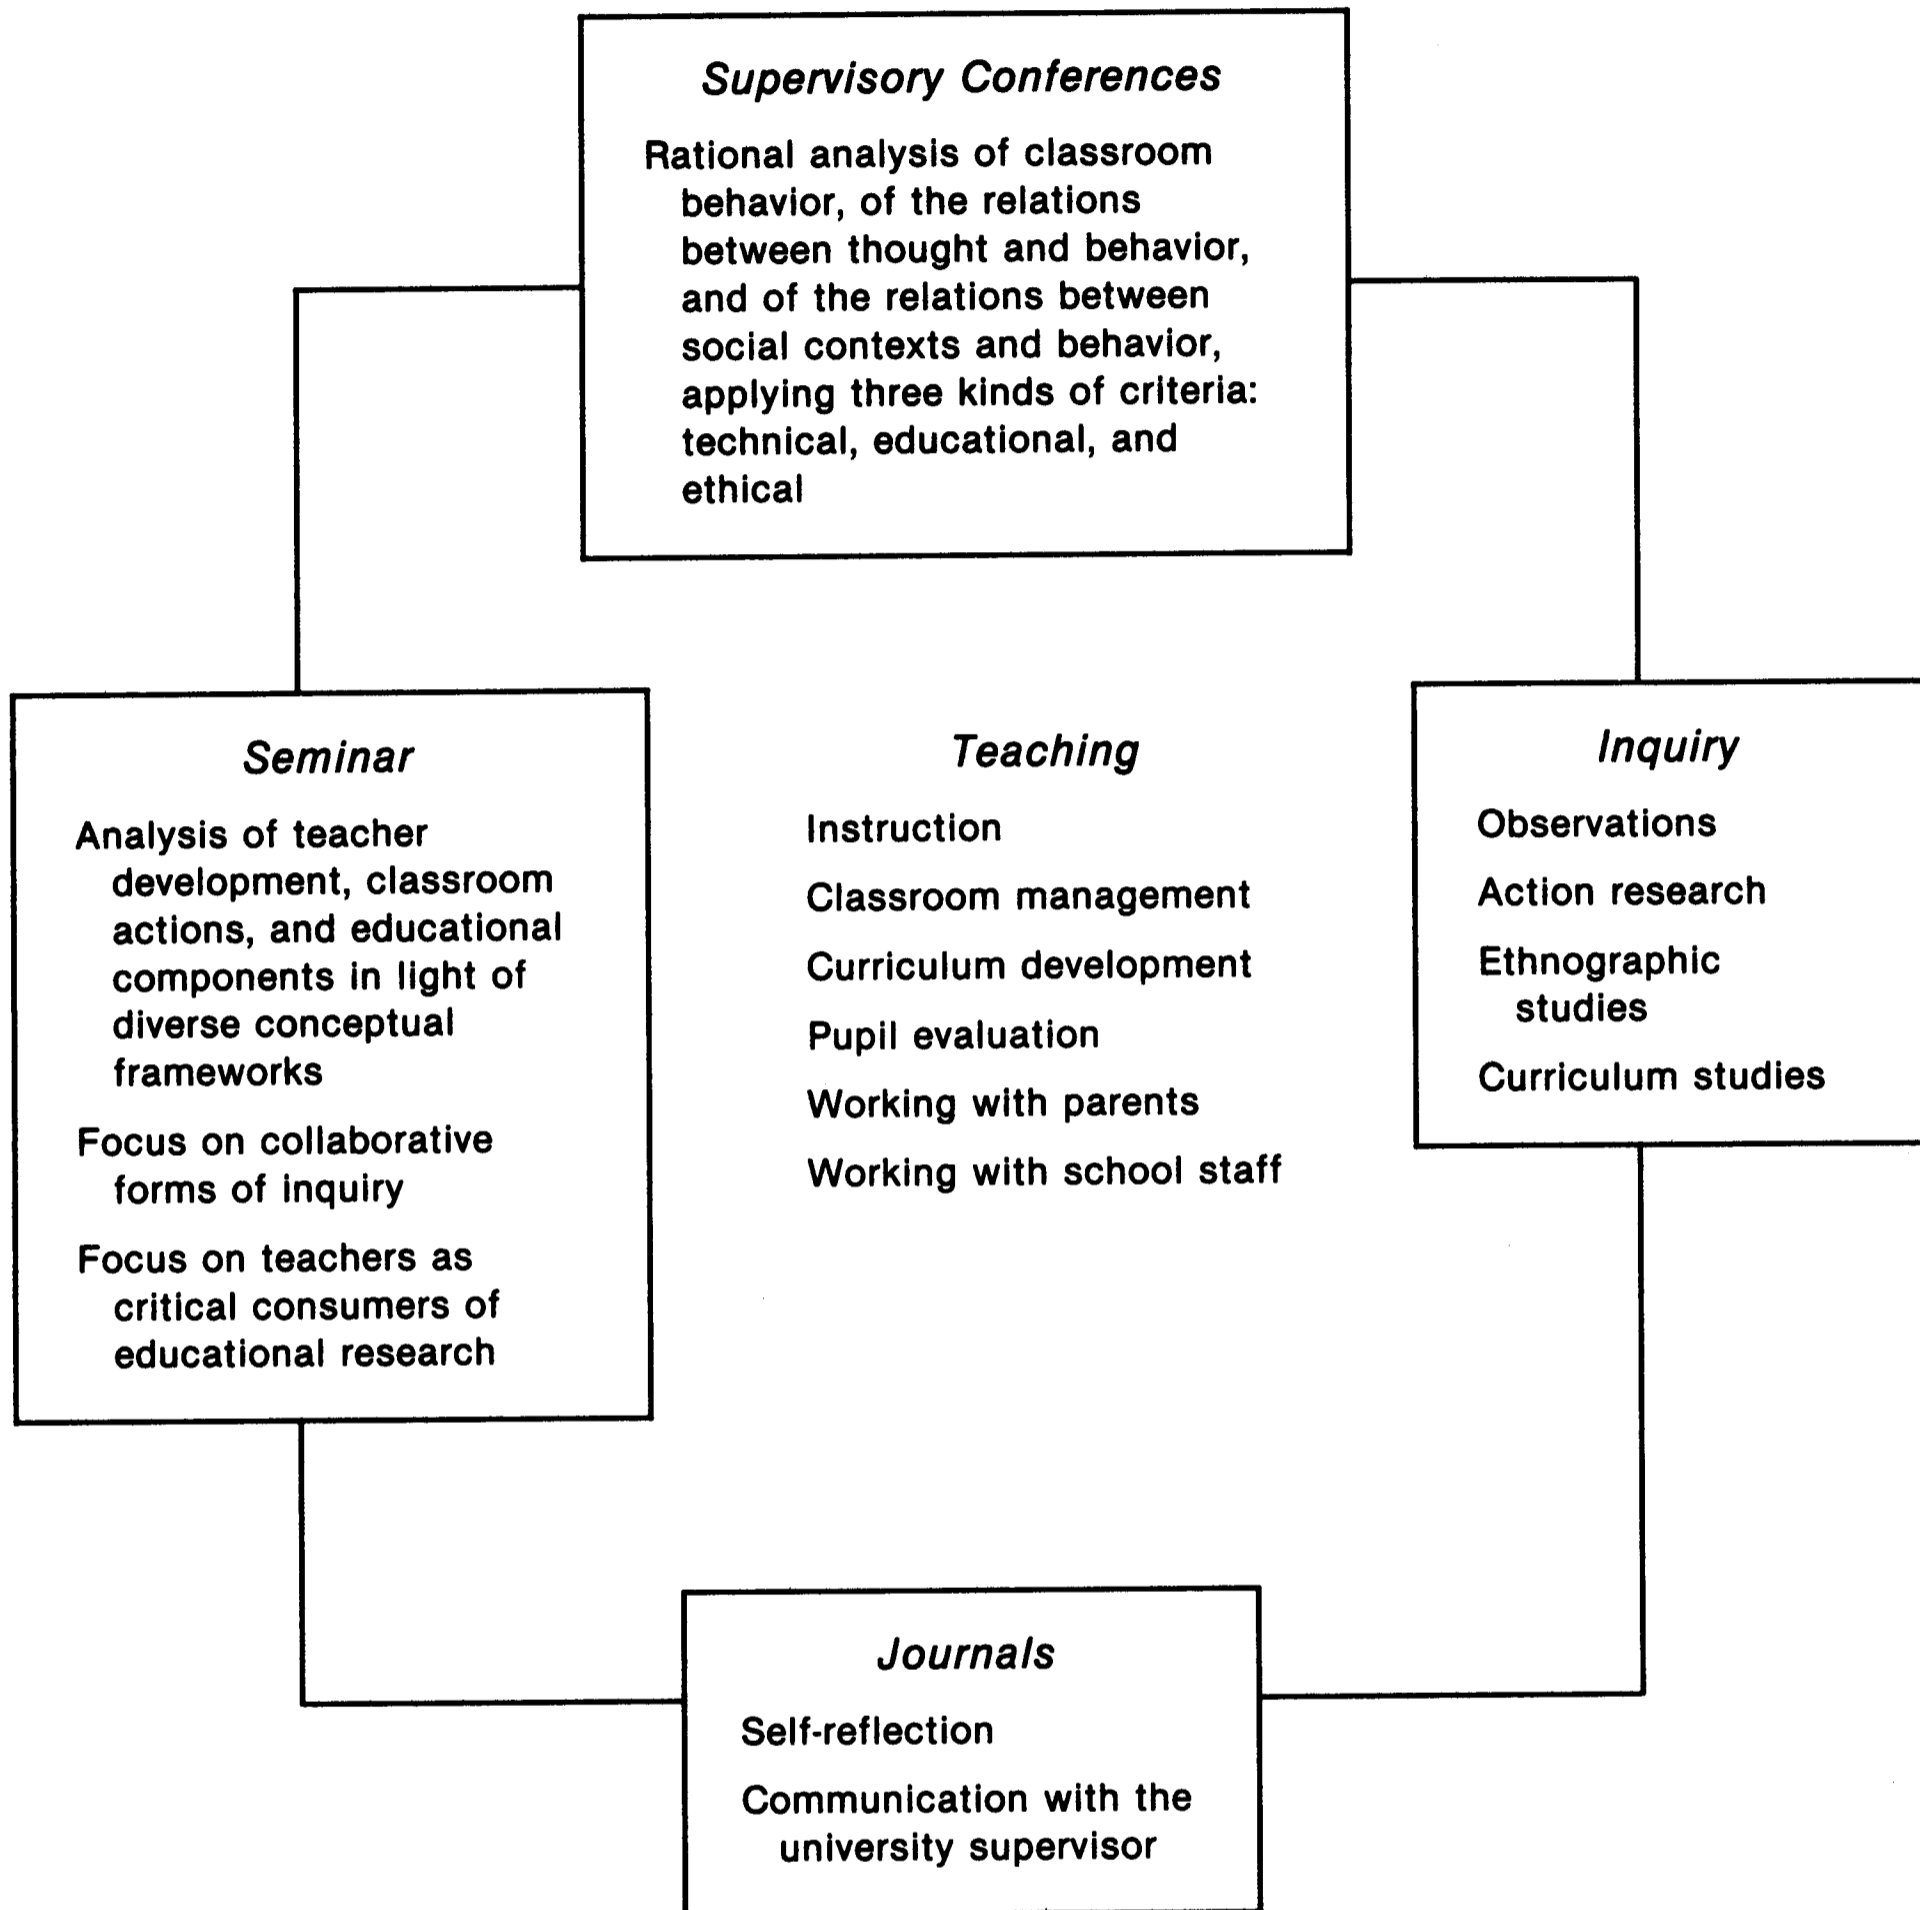 Supervisory Conferences
Rational analysis of classroom
behavior, of the relations
between thought and behavior,
and of the relations between
social contexts and behavior,
applying three kinds of criteria:
technical, educational, and
ethical
Seminar
Analysis of teacher
development, classroom
actions, and educational
components in light of
diverse conceptual
frameworks
Focus on collaborative
forms of inquiry
Focus on teachers as
critical consumers of
educational research
Teaching
Instruction
Classroom management
Curriculum development
Pupil evaluation
Working with parents
Working with school staff
Inquiry
Observations
Action research
Ethnographic
studies
Curriculum studies
Journals
Self-reflection
Communication with the
university supervisor